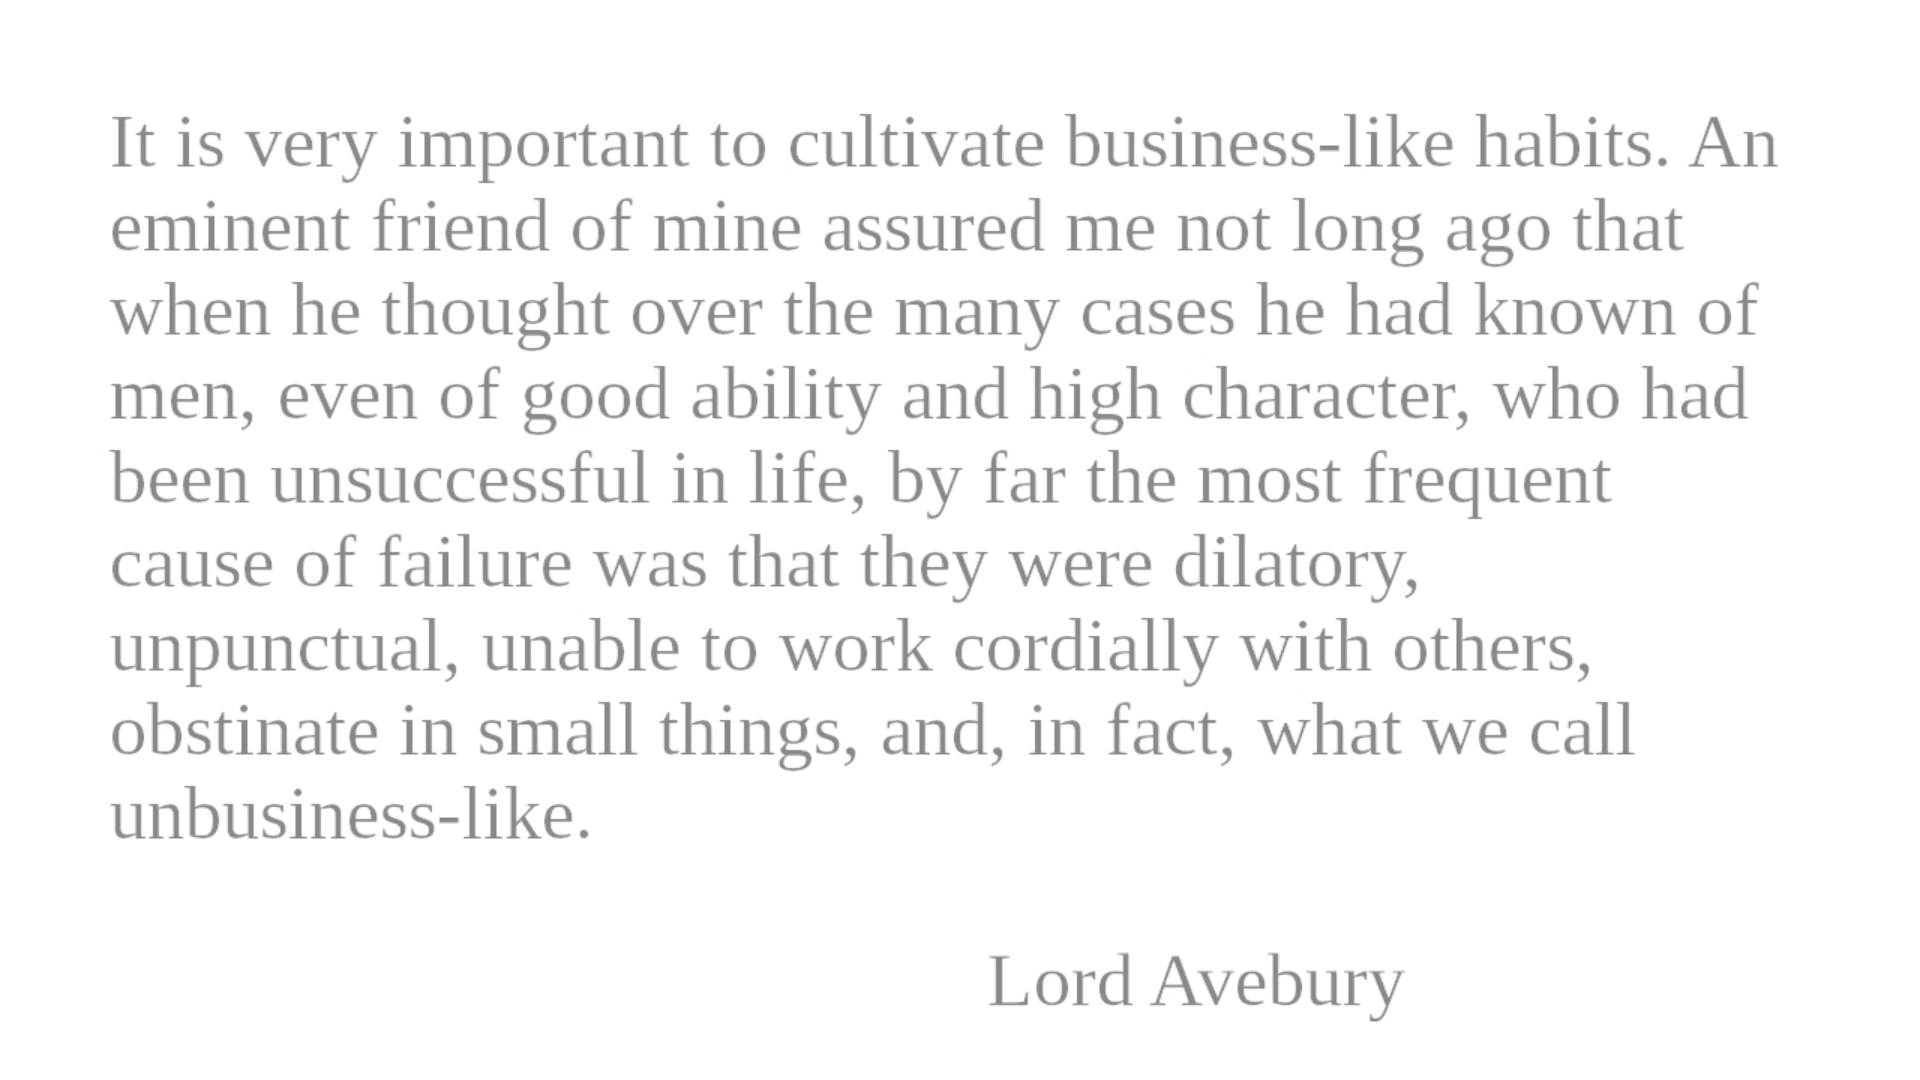 It is very important to cultivate business-like habits. An
eminent friend of mine assured me not long ago that
when he thought over the many cases he had known of
men, even of good ability and high character, who had
been unsuccessful in life, by far the most frequent
cause of failure was that they were dilatory,
unpunctual, unable to work cordially with others,
obstinate in small things, and, in fact, what we call
unbusiness-like.
Lord Avebury